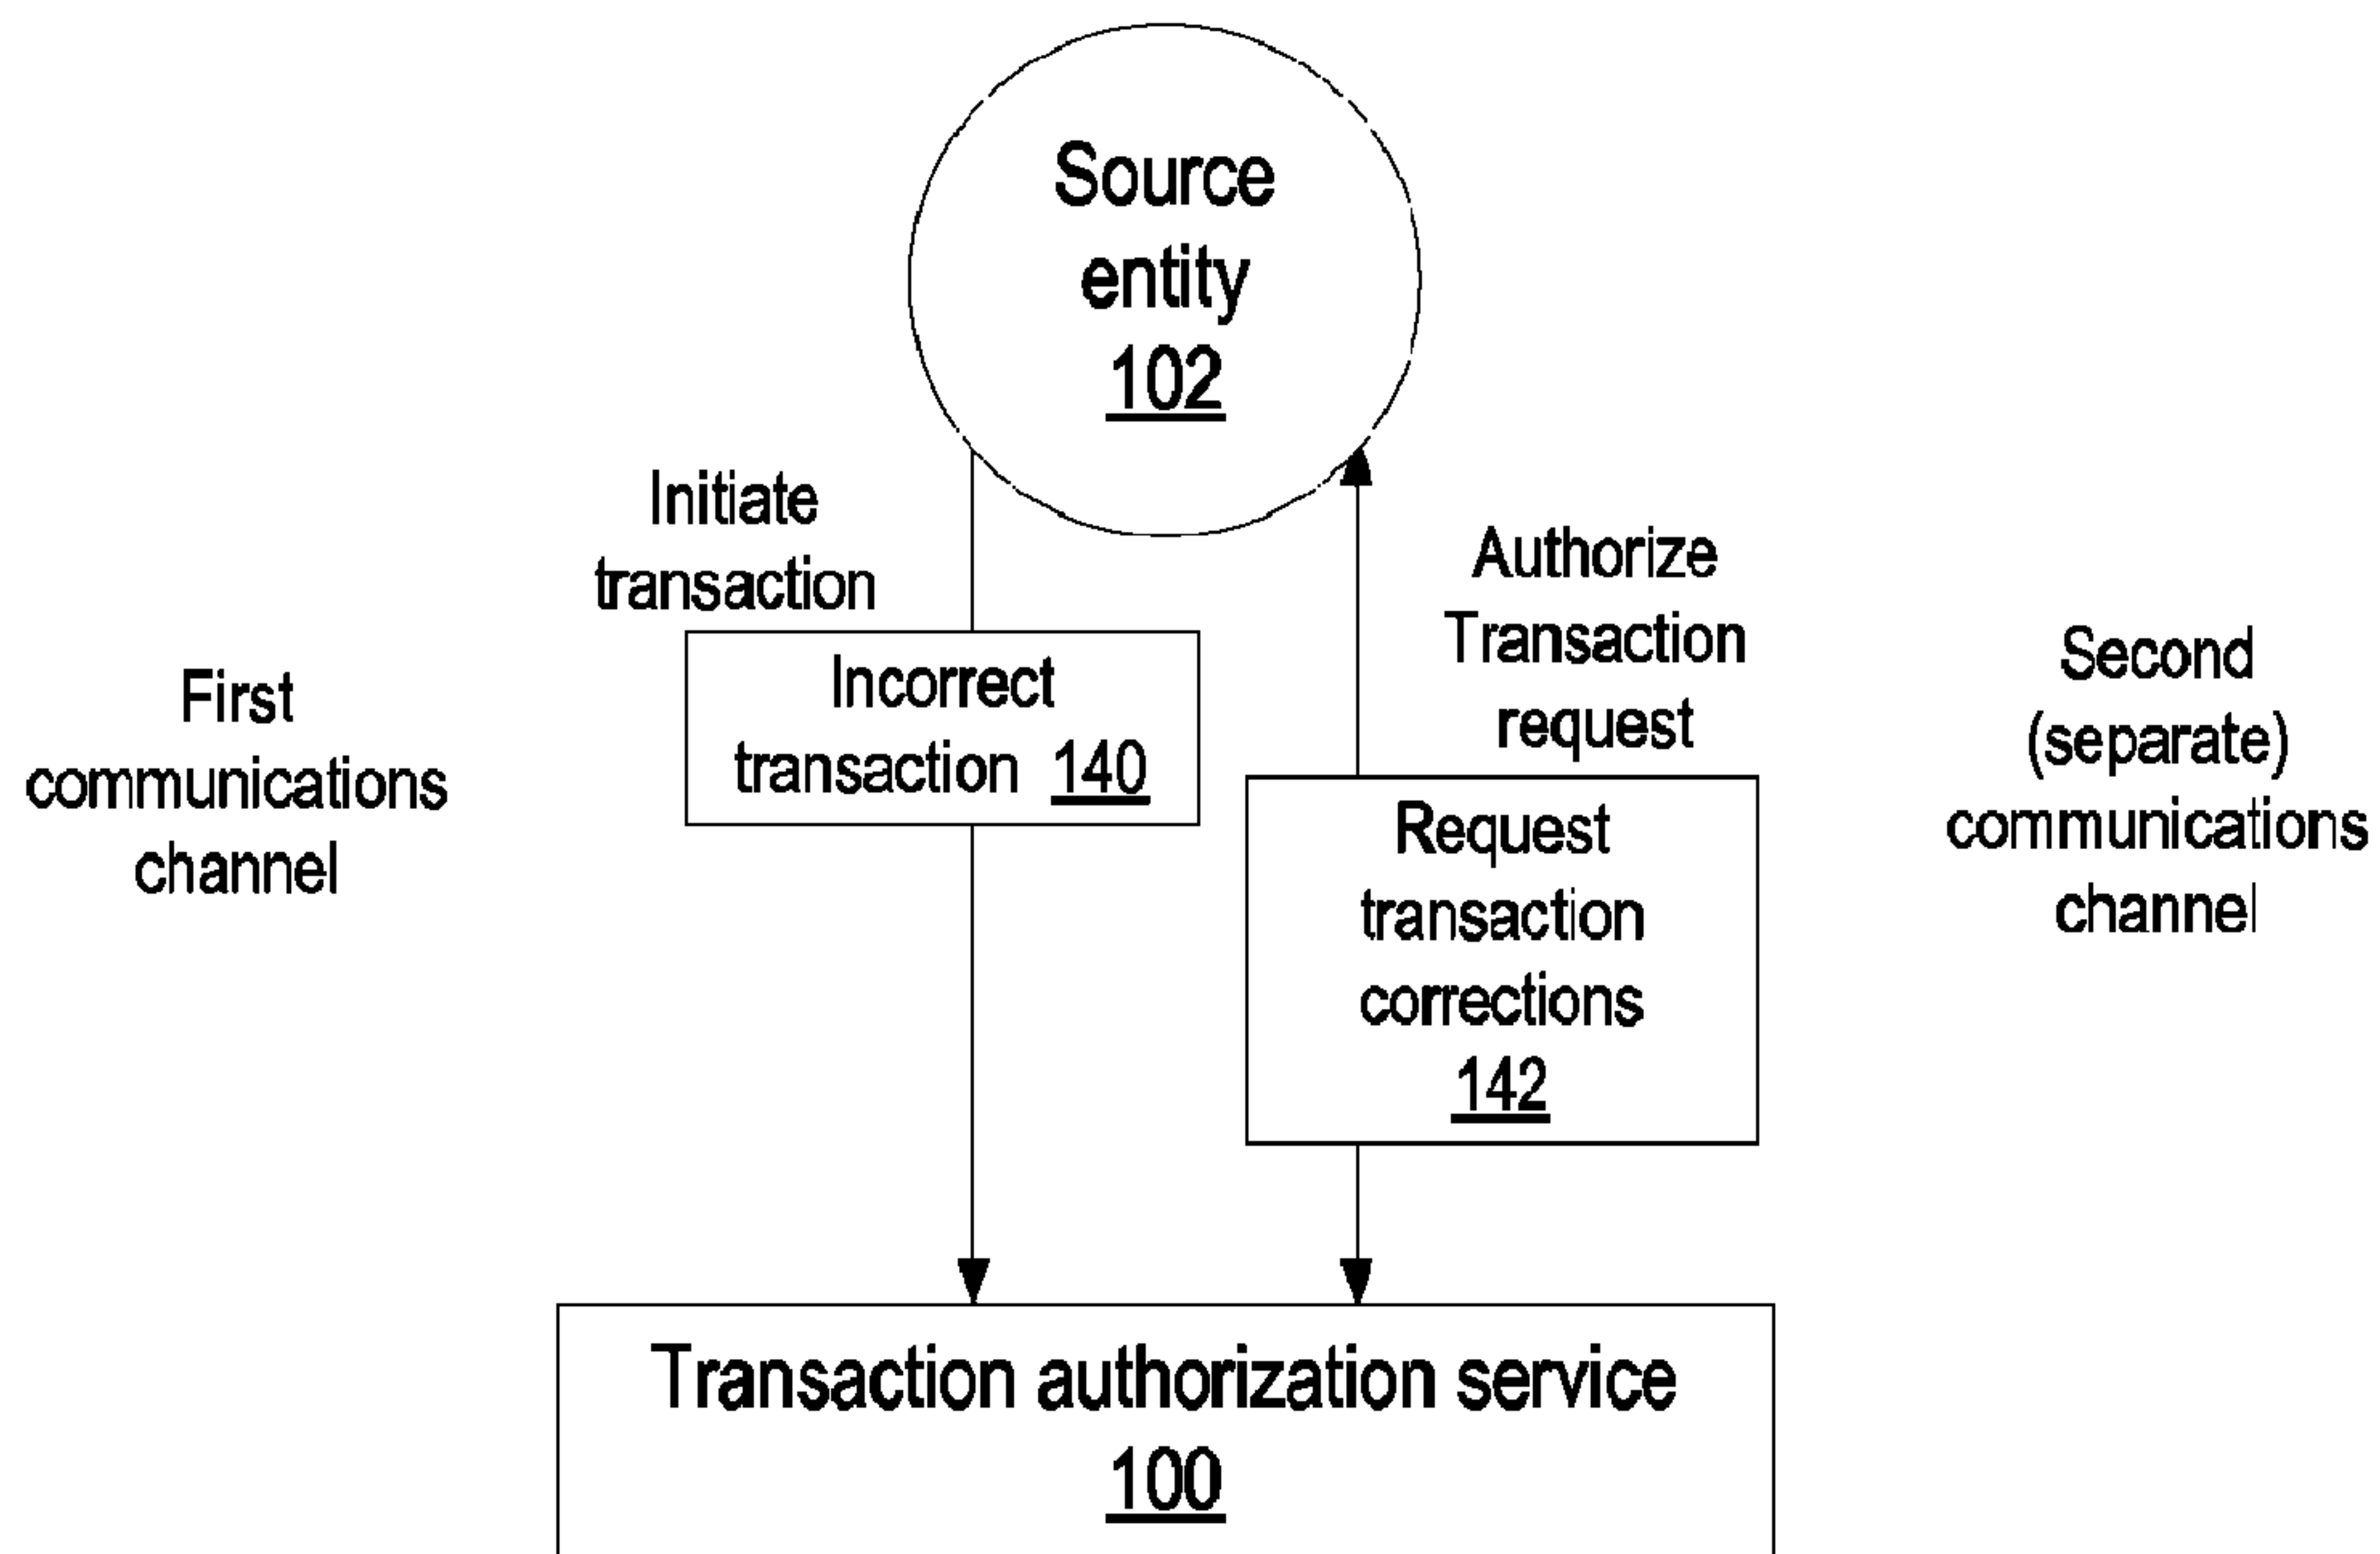 Source
entity
102
Initiate
transaction
Authorize
Transaction
request
First
communications
channel
Incorrect
transaction 140
Second
(separate)
communications
channel
Request
transaction
corrections
142
Transaction authorization service
100